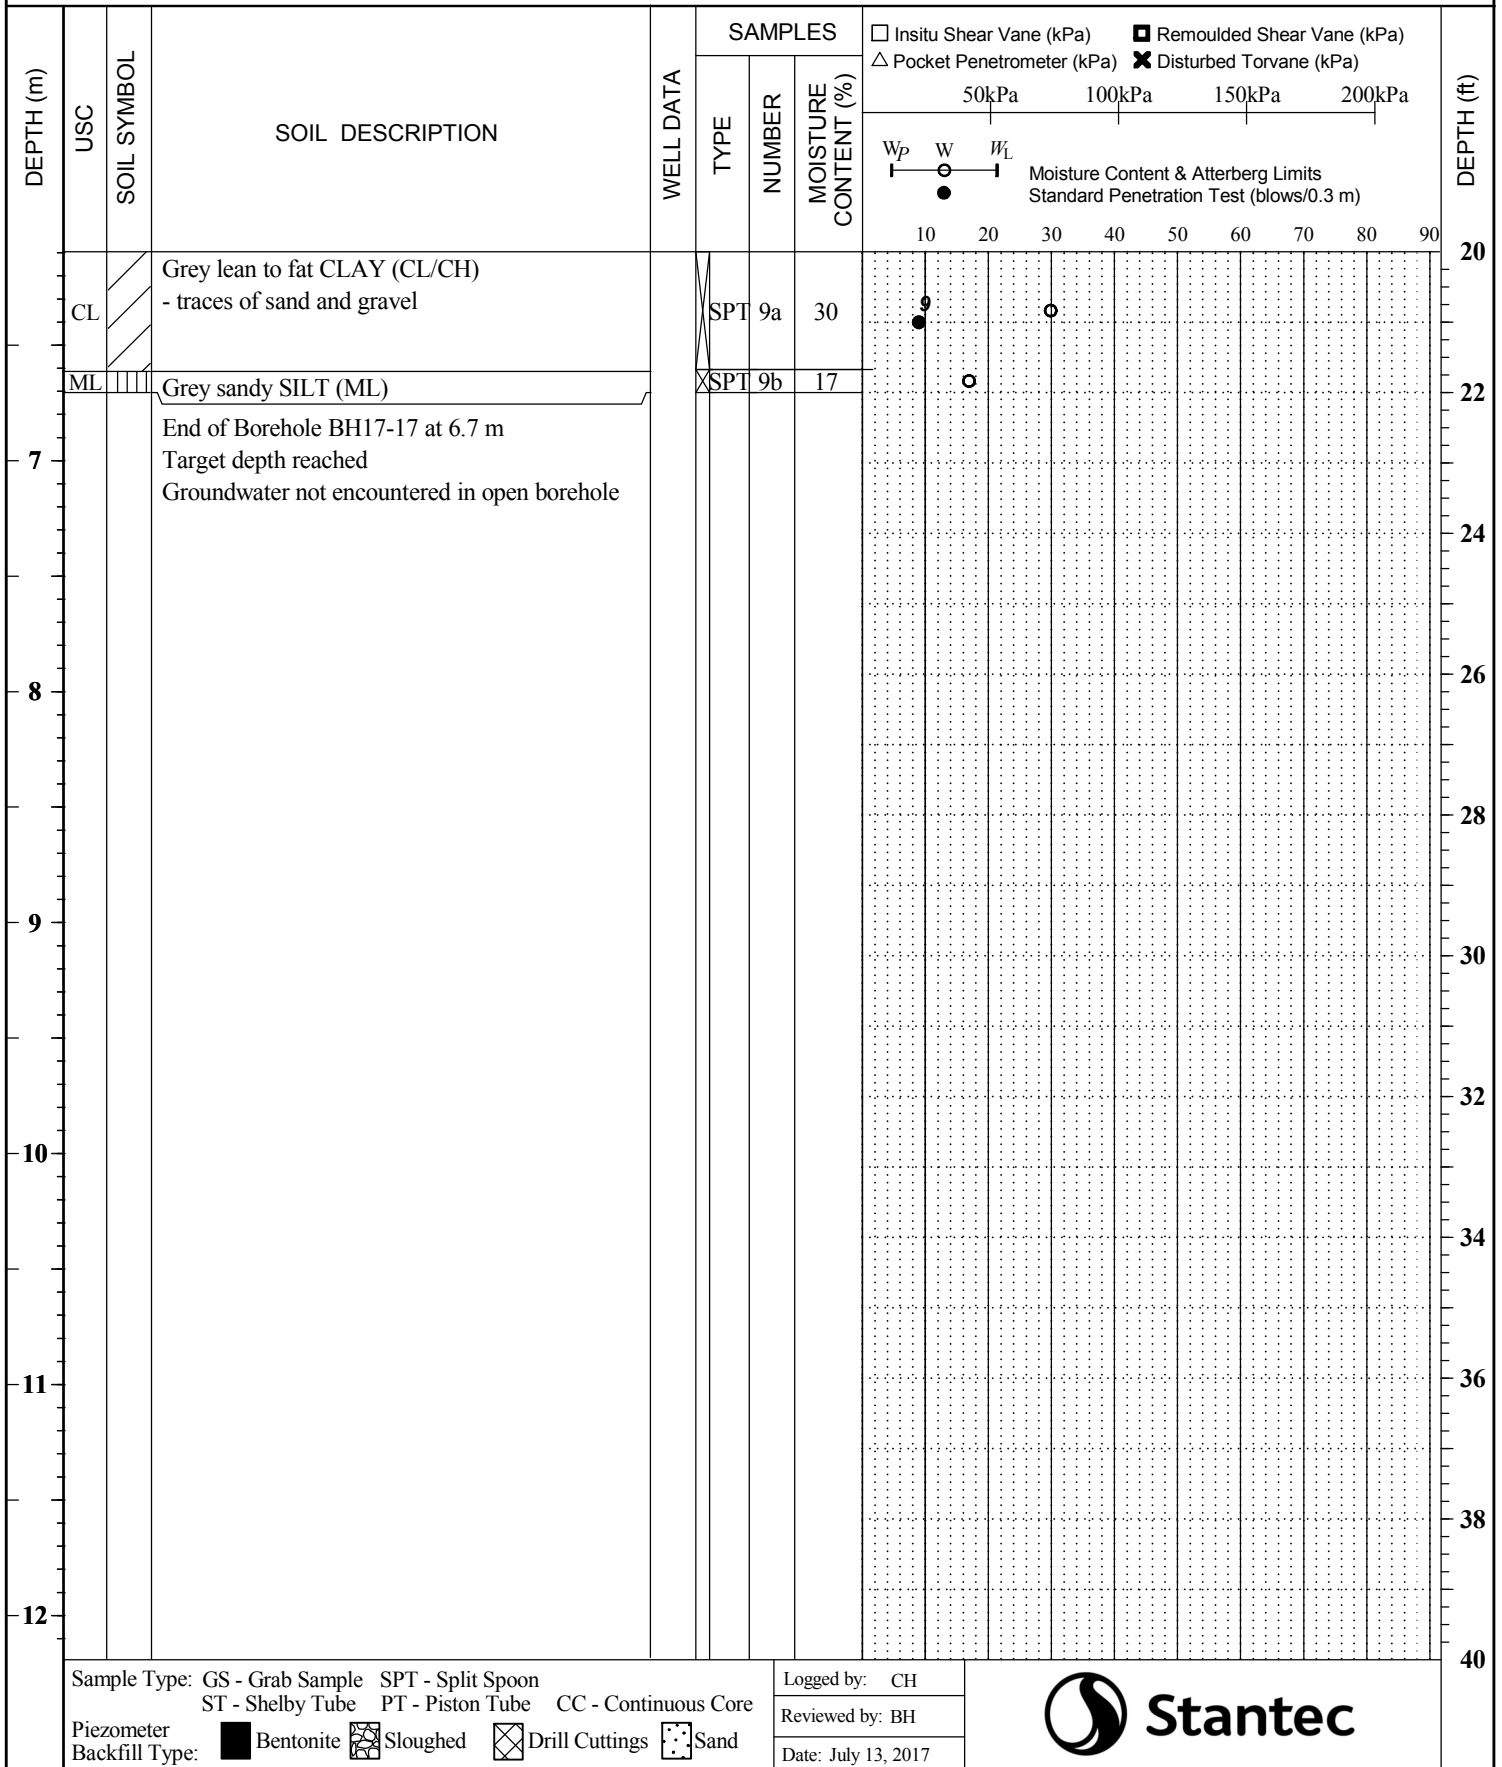 DEPTH (m)
USC
SOIL SYMBOL
SOIL DESCRIPTION
WELL DATA
SAMPLES
TYPE
NUMBER
MOISTURE
CONTENT (%)
Insitu Shear Vane (kPa) Remoulded Shear Vane (kPa)
Pocket Penetrometer (kPa) Disturbed Torvane (kPa)
50kPa 100kPa 150kPa 200kPa
WP W WL
Moisture Content & Atterberg Limits
Standard Penetration Test (blows/0.3 m)
10 20 30 40 50 60 70 80 90
DEPTH (ft)
20
Grey lean to fat CLAY (CL/CH)
- traces of sand and gravel
CL SPT 9a 30
9
ML Grey sandy SILT (ML) SPT 9b 17
22
End of Borehole BH17-17 at 6.7 m
7 Target depth reached
Groundwater not encountered in open borehole
24
26
8
28
9
30
32
10
34
11
36
38
12
40
Sample Type: GS - Grab Sample SPT - Split Spoon
ST - Shelby Tube PT - Piston Tube CC - Continuous Core
Piezometer
Backfill Type: Bentonite Sloughed Drill Cuttings Sand
Logged by: CH
Reviewed by: BH
Date: July 13, 2017
Stantec